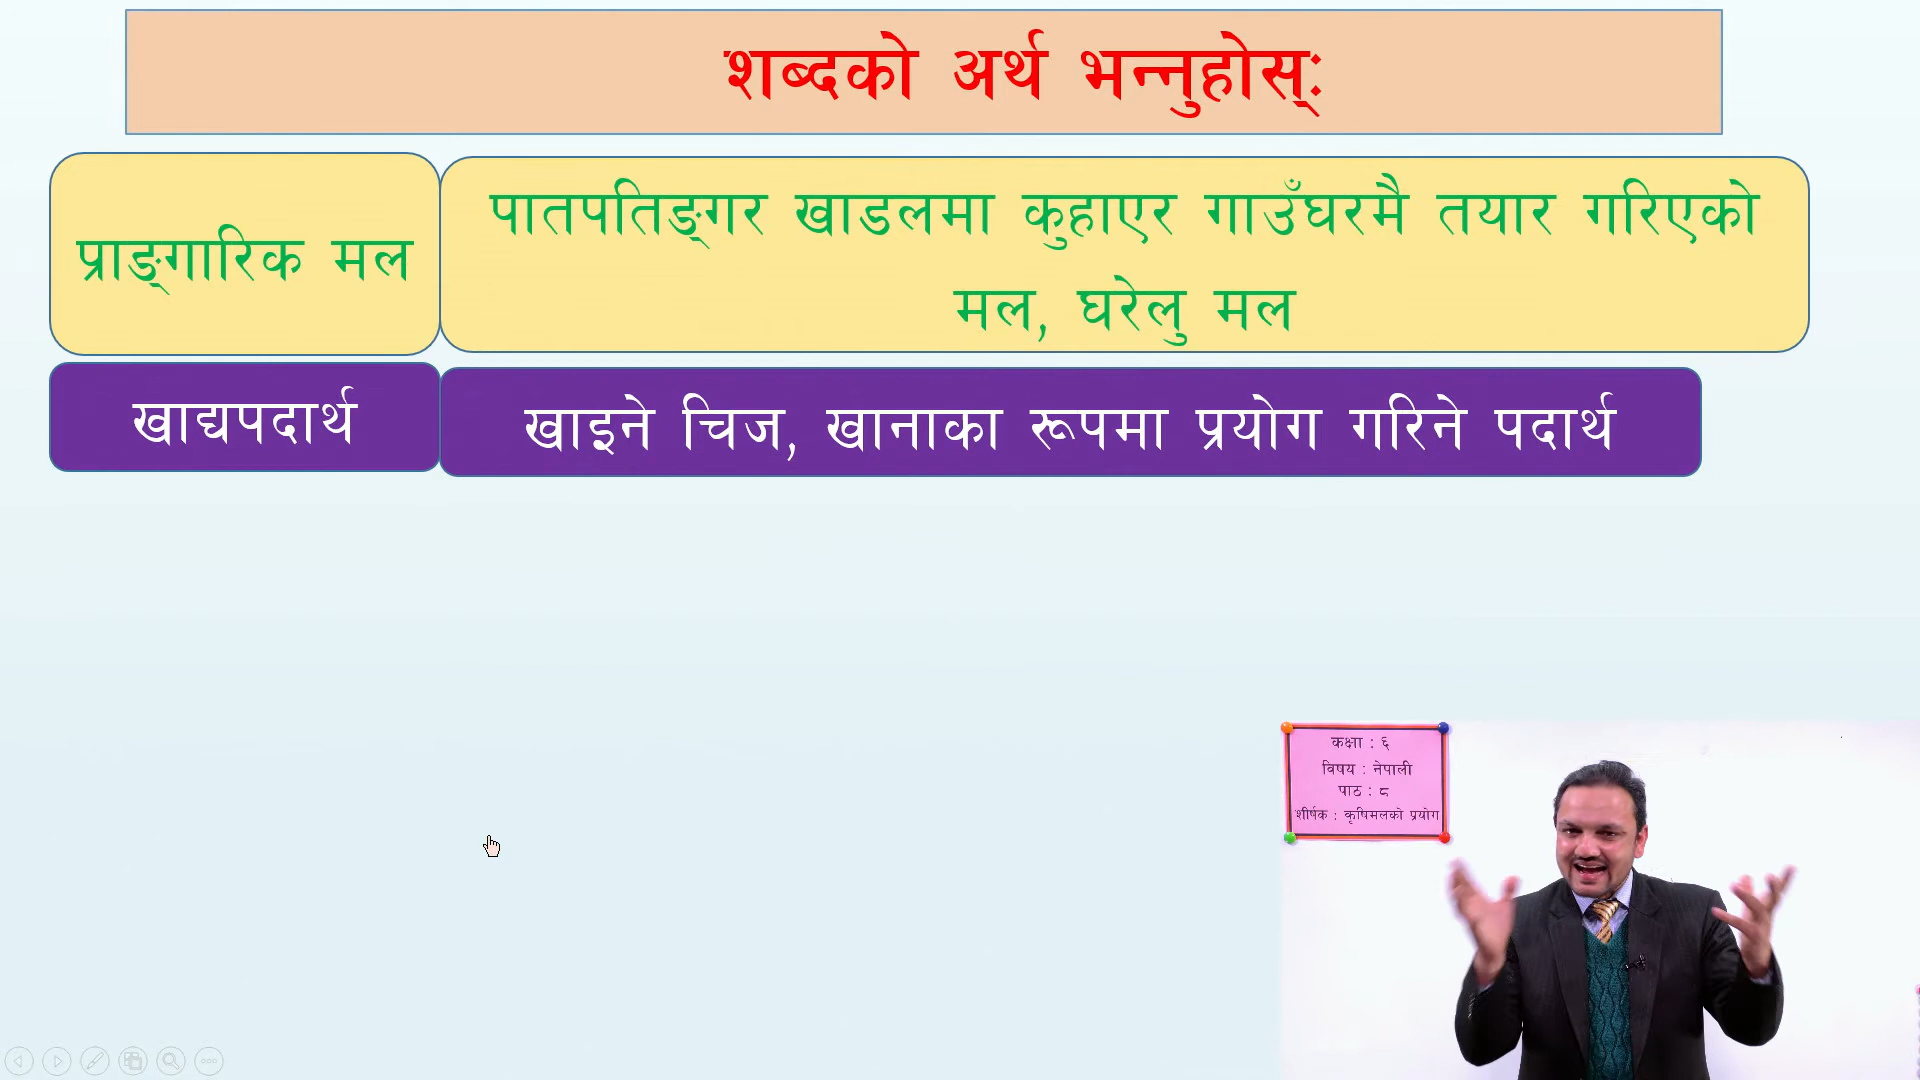 शब्दको अर्थ भन्नुहोस्:
प्राङ्गारिक मल
पातपतिङ्गर खाडलमा कुहाएर गाउँघरमै तयार गरिएको
मल, घरेलु मल
खाद्यपदार्थ
खाइने चिज, खानाका रूपमा प्रयोग गरिने पदार्थ
कक्षा : ६
विषय : नेपाली
पाठ : ८
शीर्षक : कृषिमलको प्रयोग